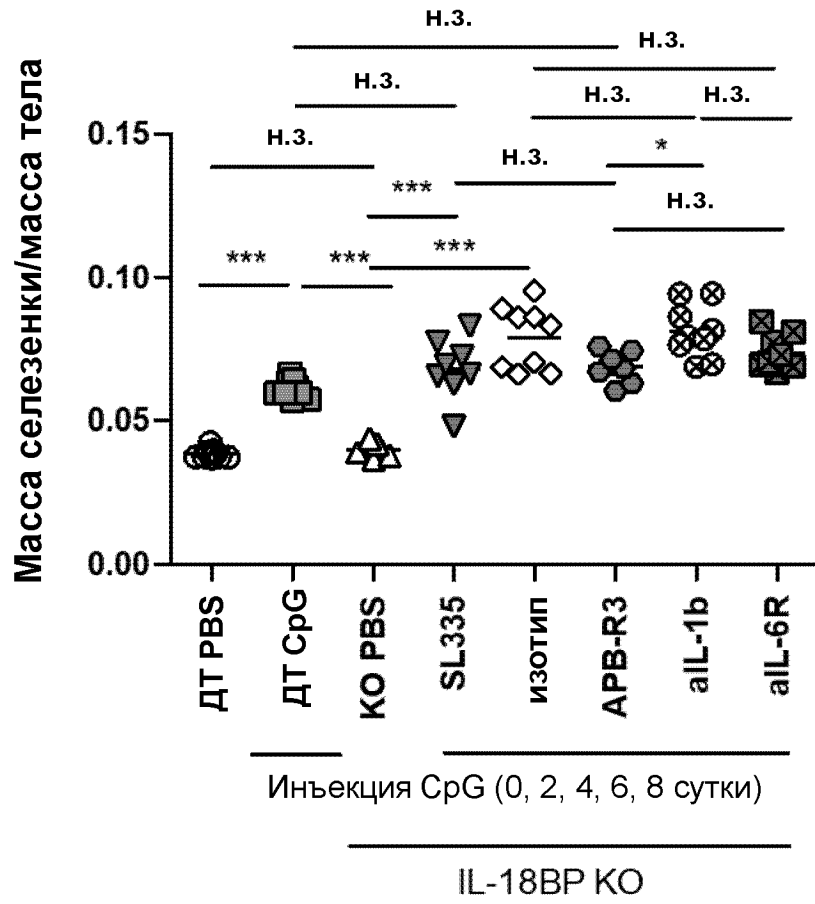 н.з.
н.з.
н.з.
н.з.
н.з.
н.з.
н.з.
*
***
н.з.
***
***
***
Масса селезенки/масса тела
0.15
0.10
0.05
0.00
ДТ PBS
ДТ CpG
KO PBS
SL335
изотип
APB-R3
aIL-1b
aIL-6R
Инъекция CpG (0, 2, 4, 6, 8 сутки)
IL-18BP KO